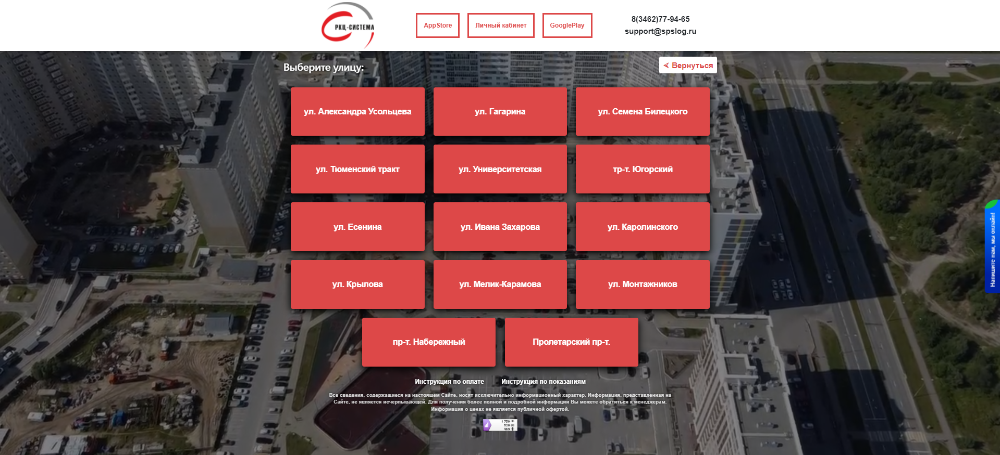 РКЦ-СИСТЕМА
AppStore
Личный кабинет
GooglePlay
8(3462)77-94-65
support@spslog.ru
Выберите улицу:
Вернуться
ул. Александра Усольцева
ул. Гагарина
ул. Семена Билецкого
ул. Тюменский тракт
ул. Университетская
тр-т. Югорский
ул. Есенина
ул. Ивана Захарова
ул. Каролинского
ул. Крылова
ул. Мелик-Карамова
ул. Монтажников
пр-т. Набережный
Пролетарский пр-т.
Напишите нам, мы онлайн!
Инструкция по оплате
Инструкция по показаниям
Все сведения, содержащиеся на настоящем Сайте, носят исключительно информационный характер. Информация, представленная на
Сайте, не является исчерпывающей. Для получения более полной и подробной информации Вы можете обратиться к менеджерам.
Информация о ценах не является публичной офертой.
1 750
520
469